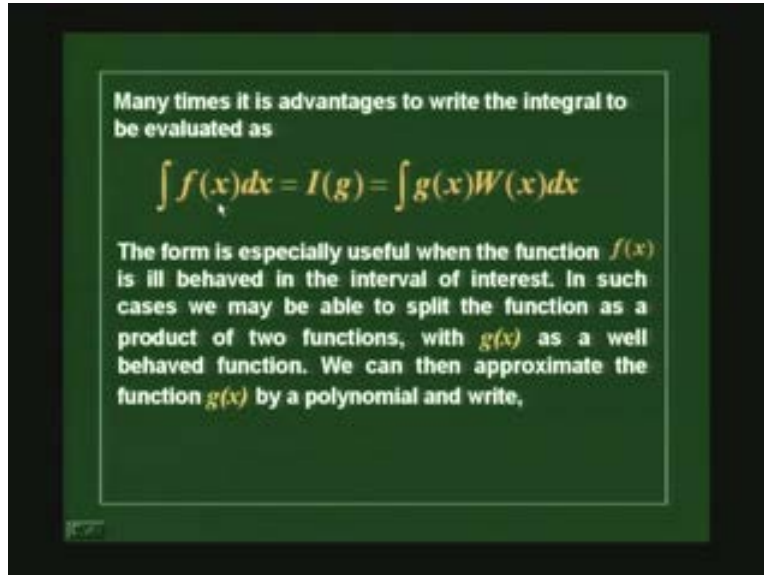 Many times it is advantages to write the integral to
be evaluated as
∫ f(x)dx = I(g) = ∫ g(x)W(x)dx
The form is especially useful when the function f(x)
is ill behaved in the interval of interest. In such
cases we may be able to split the function as a
product of two functions, with g(x) as a well
behaved function. We can then approximate the
function g(x) by a polynomial and write,